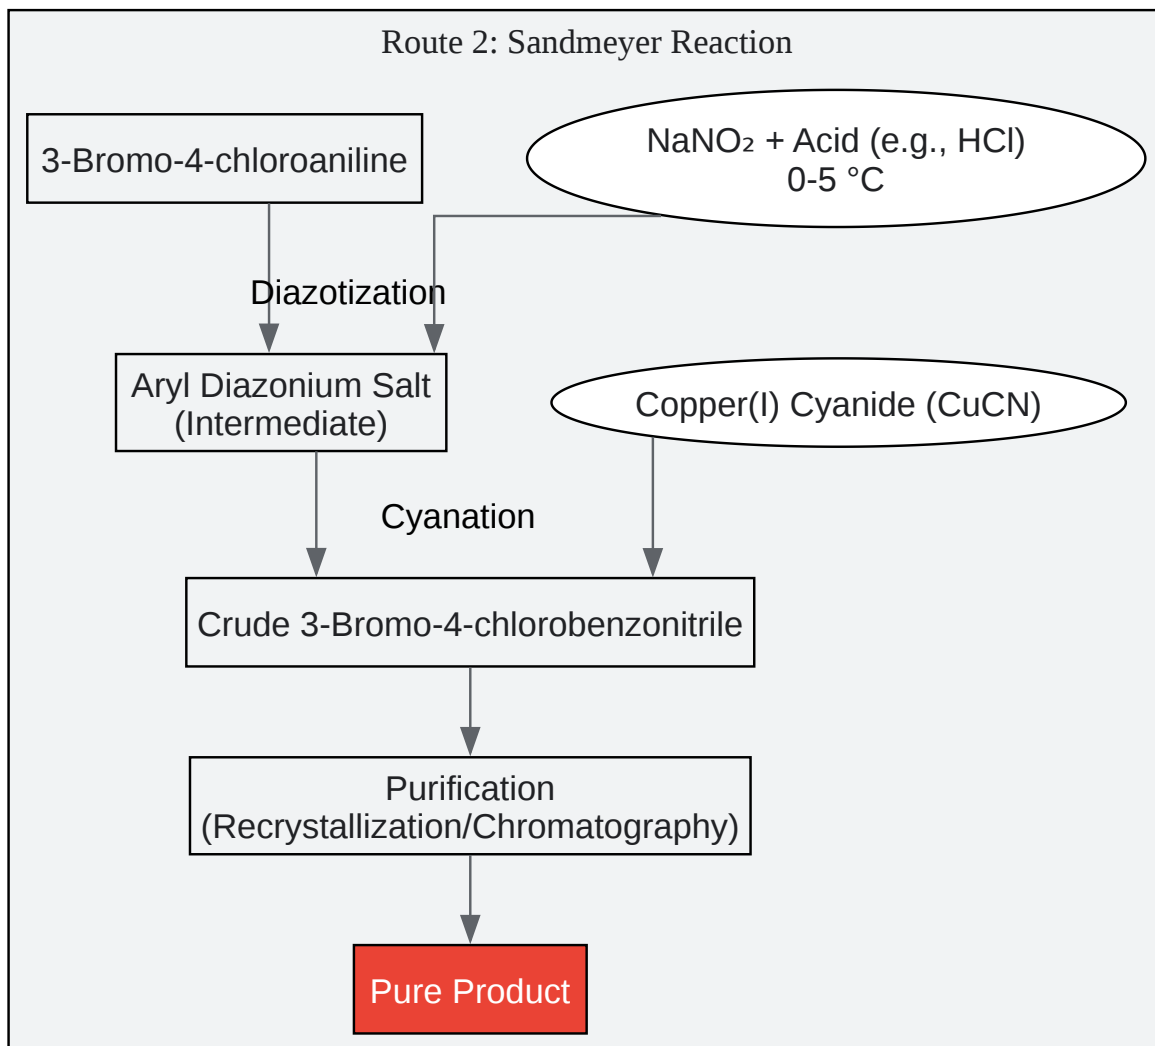 Route 2: Sandmeyer Reaction
3-Bromo-4-chloroaniline
NaNO₂ + Acid (e.g., HCl)
0-5 °C
Diazotization
Aryl Diazonium Salt
(Intermediate)
Copper(I) Cyanide (CuCN)
Cyanation
Crude 3-Bromo-4-chlorobenzonitrile
Purification
(Recrystallization/Chromatography)
Pure Product